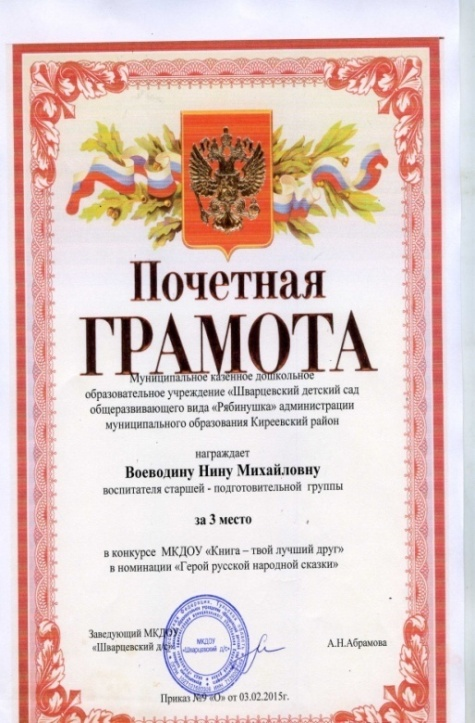 Почетная
ГРАМОТА
Муниципальное казенное дошкольное
образовательное учреждение «Шварцевский детский сад
общеразвивающего вида «Рябинушка» администрации
муниципального образования Киреевский район
награждает
Воеводину Нину Михайловну
воспитателя старшей - подготовительной группы
за 3 место
в конкурсе МКДОУ «Книга – твой лучший друг»
в номинации «Герой русской народной сказки»
Заведующий МКДОУ
«Шварцевский д/с»
МКДОУ
«Шварцевский д/с»
А.Н.Абрамова
Приказ №9 «О» от 03.02.2015г.